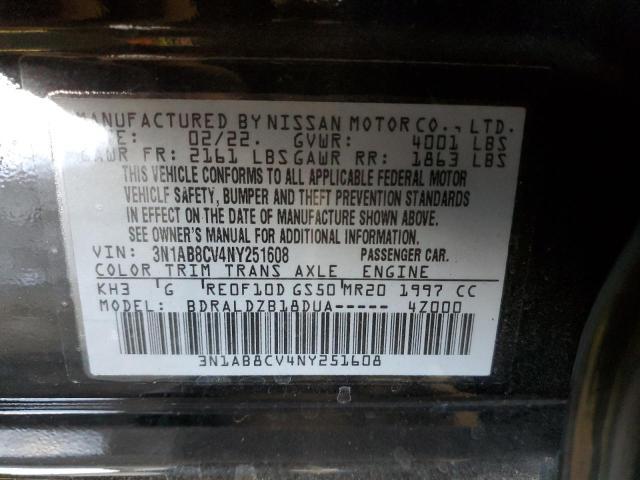 MANUFACTURED BY NISSAN MOTOR CO., LTD.
DATE: 02/22. GVWR: 4001 LBS
GAWR FR: 2161 LBS GAWR RR: 1863 LBS
THIS VEHICLE CONFORMS TO ALL APPLICABLE FEDERAL MOTOR
VEHICLE SAFETY, BUMPER AND THEFT PREVENTION STANDARDS
IN EFFECT ON THE DATE OF MANUFACTURE SHOWN ABOVE.
SEE OWNER'S MANUAL FOR ADDITIONAL INFORMATION.
VIN: 3N1AB8CV4NY251608 PASSENGER CAR.
COLOR TRIM TRANS AXLE ENGINE
KH3 G RE0F10D GS50 MR20 1997 CC
MODEL: BDRALDZB18DUA----- 4Z000
3N1AB8CV4NY251608